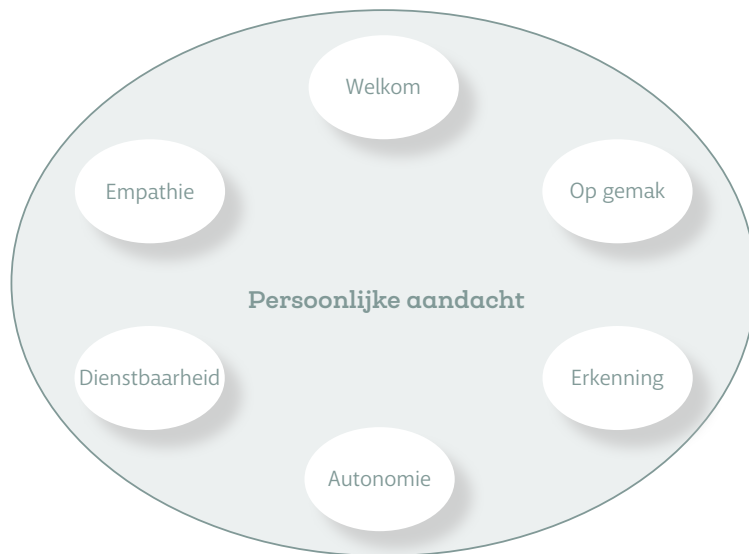 Welkom
Empathie
Op gemak
Persoonlijke aandacht
Dienstbaarheid
Erkenning
Autonomie